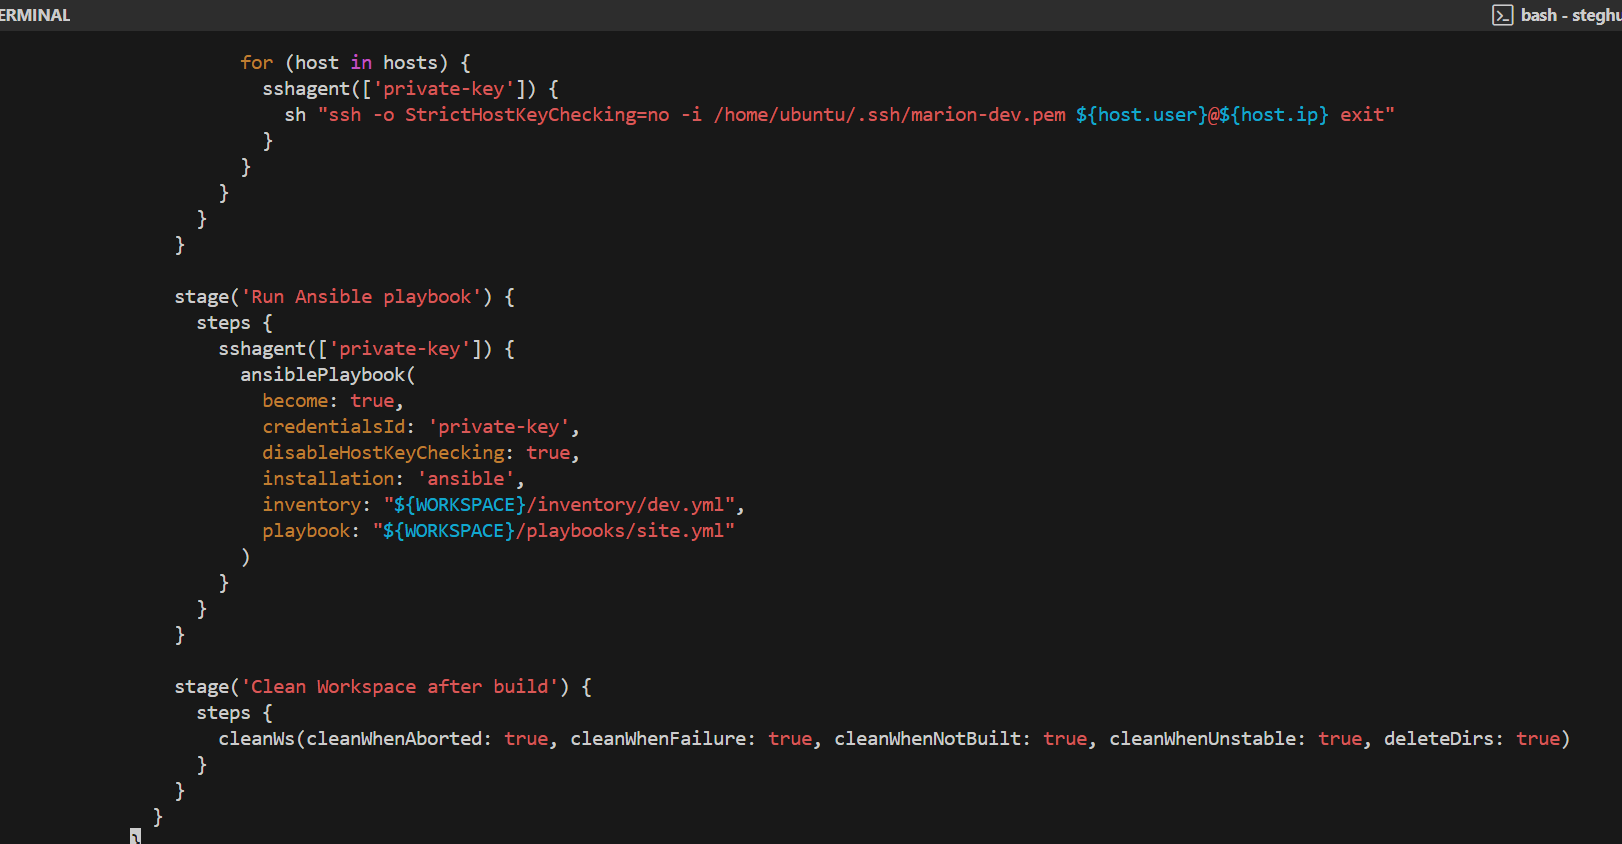 ERMINAL
bash - steghu
for (host in hosts) {
sshagent(['private-key']) {
sh "ssh -o StrictHostKeyChecking=no -i /home/ubuntu/.ssh/marion-dev.pem ${host.user}@${host.ip} exit"
}
}
}
}
}
stage('Run Ansible playbook') {
steps {
sshagent(['private-key']) {
ansiblePlaybook(
become: true,
credentialsId: 'private-key',
disableHostKeyChecking: true,
installation: 'ansible',
inventory: "${WORKSPACE}/inventory/dev.yml",
playbook: "${WORKSPACE}/playbooks/site.yml"
)
}
}
}
stage('Clean Workspace after build') {
steps {
cleanWs(cleanWhenAborted: true, cleanWhenFailure: true, cleanWhenNotBuilt: true, cleanWhenUnstable: true, deleteDirs: true)
}
}
}
}